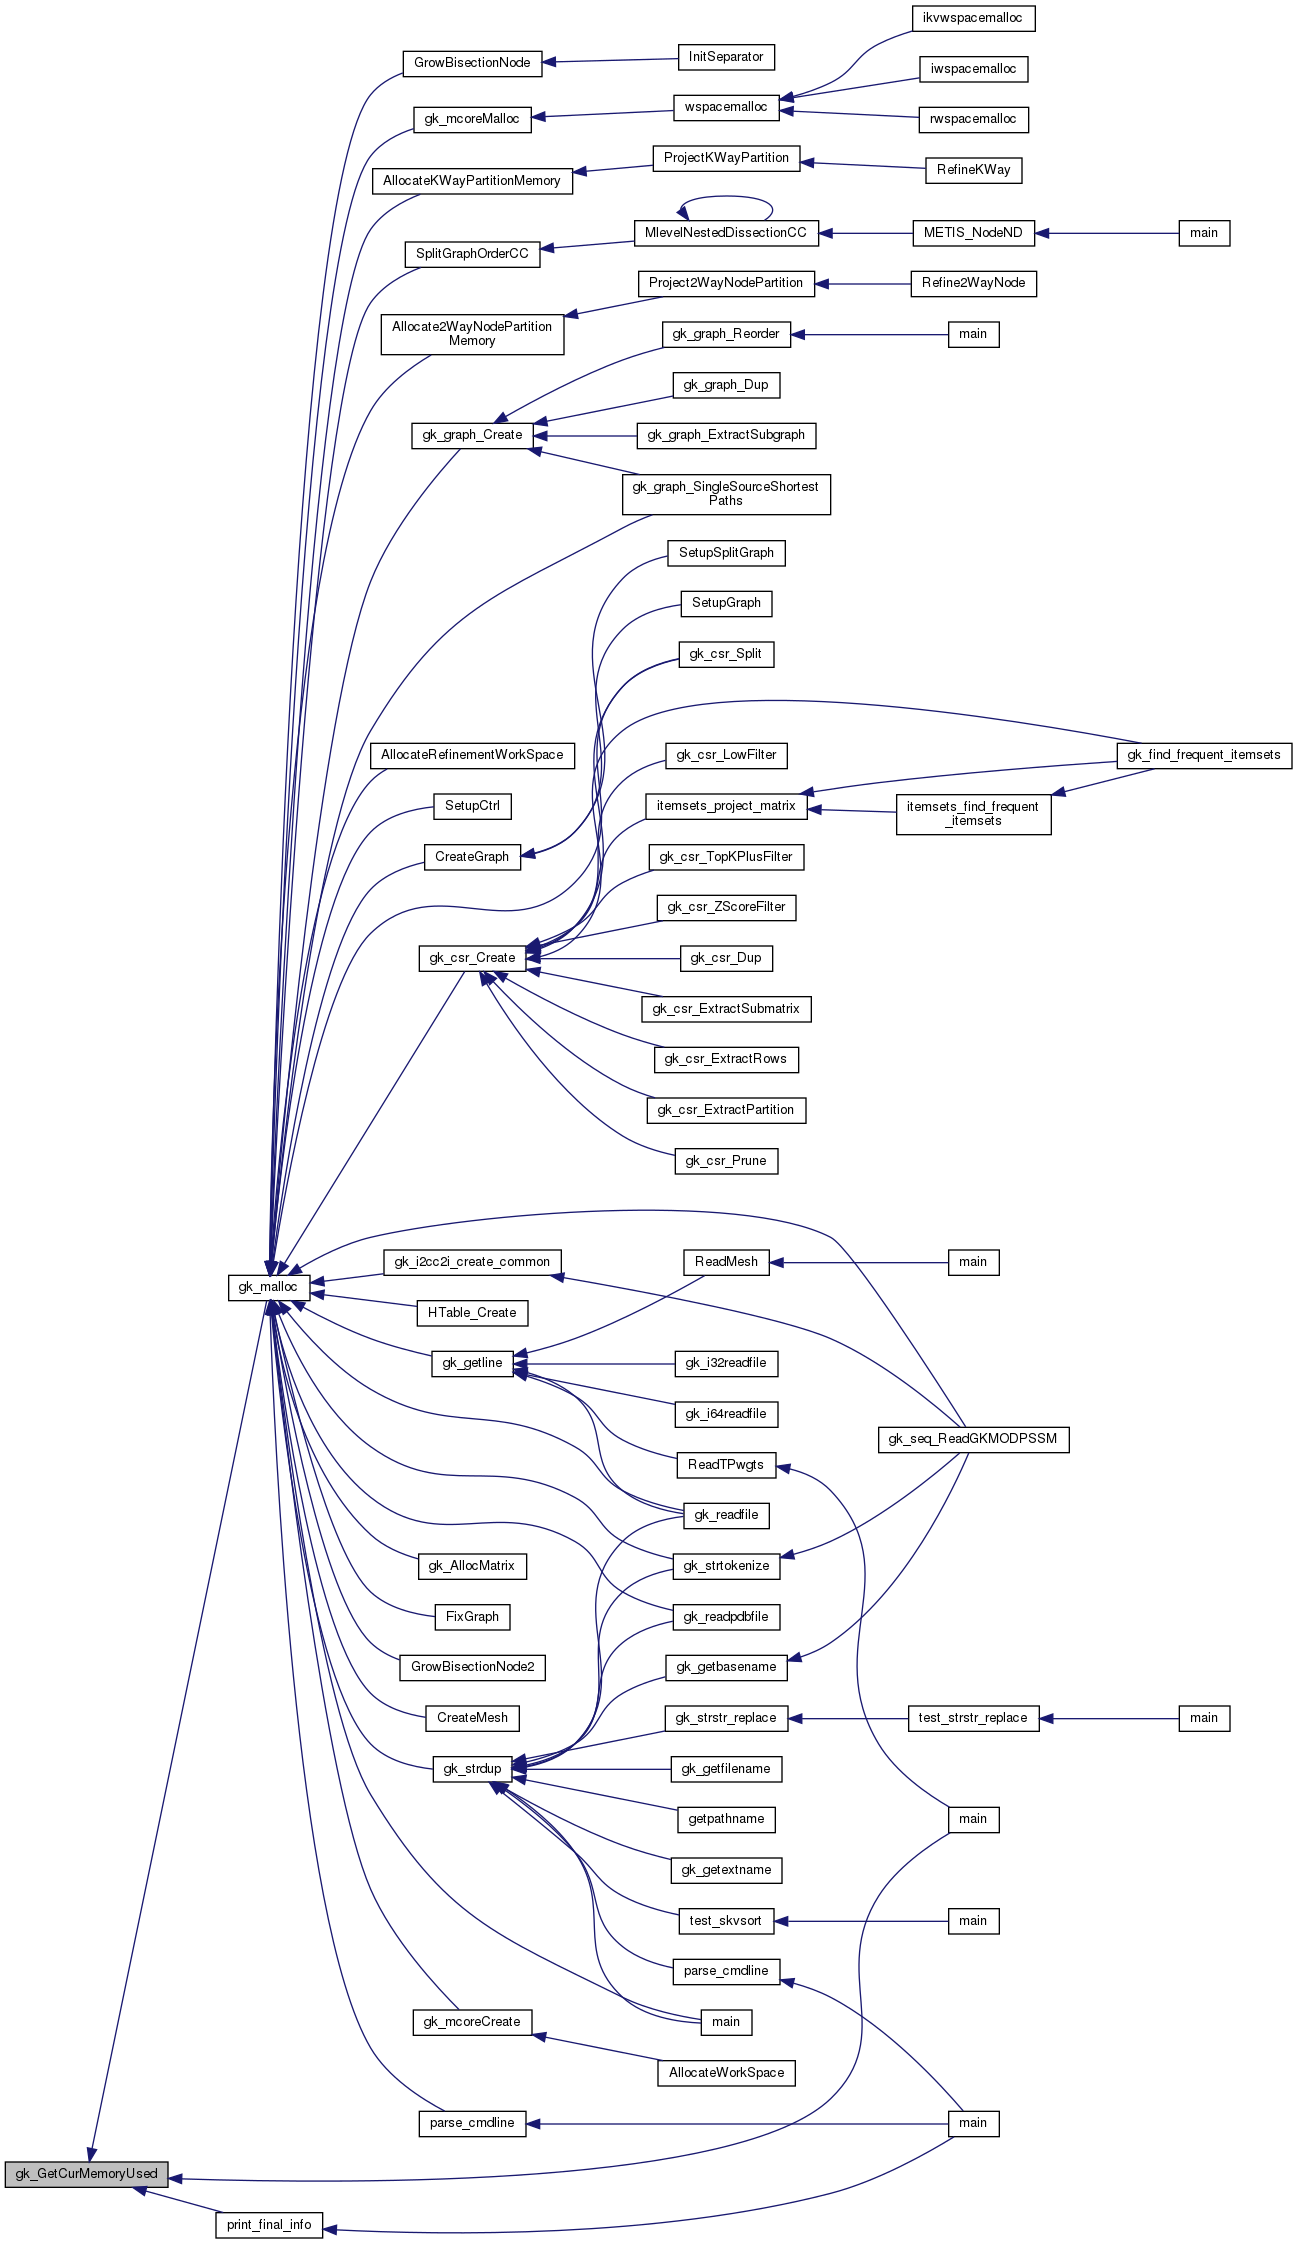 ikvwspacemalloc
GrowBisectionNode
InitSeparator
iwspacemalloc
gk_mcoreMalloc
wspacemalloc
rwspacemalloc
ProjectKWayPartition
RefineKWay
AllocateKWayPartitionMemory
MlevelNestedDissectionCC
METIS_NodeND
main
SplitGraphOrderCC
Project2WayNodePartition
Refine2WayNode
Allocate2WayNodePartition
Memory
gk_graph_Reorder
main
gk_graph_Dup
gk_graph_Create
gk_graph_ExtractSubgraph
gk_graph_SingleSourceShortest
Paths
SetupSplitGraph
SetupGraph
gk_csr_Split
AllocateRefinementWorkSpace
gk_csr_LowFilter
gk_find_frequent_itemsets
SetupCtrl
itemsets_project_matrix
itemsets_find_frequent
_itemsets
CreateGraph
gk_csr_TopKPlusFilter
gk_csr_ZScoreFilter
gk_csr_Create
gk_csr_Dup
gk_csr_ExtractSubmatrix
gk_csr_ExtractRows
gk_csr_ExtractPartition
gk_csr_Prune
gk_i2cc2i_create_common
ReadMesh
main
gk_malloc
HTable_Create
gk_getline
gk_i32readfile
gk_i64readfile
gk_seq_ReadGKMODPSSM
ReadTPwgts
gk_readfile
gk_AllocMatrix
gk_strtokenize
FixGraph
gk_readpdbfile
GrowBisectionNode2
gk_getbasename
CreateMesh
gk_strstr_replace
test_strstr_replace
main
gk_strdup
gk_getfilename
getpathname
main
gk_getextname
test_skvsort
main
parse_cmdline
gk_mcoreCreate
main
AllocateWorkSpace
parse_cmdline
main
gk_GetCurMemoryUsed
print_final_info